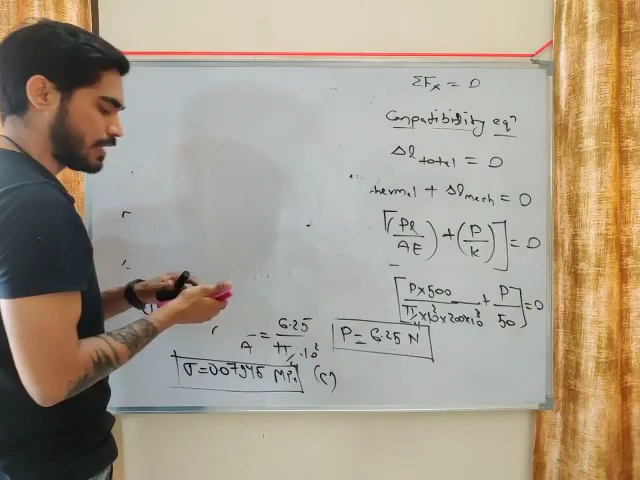 ΣFx = 0
Compatibility eqn
Δl total = 0
hermal + Δl mech = 0
[(Pl/AE) + (P/k)] = 0
[P×500/(π/4×10²×200×10³) + P/50] = 0
P = 6.25 N
A = 6.25/(π/4·10²)
σ = 0.07945 MPa (C)